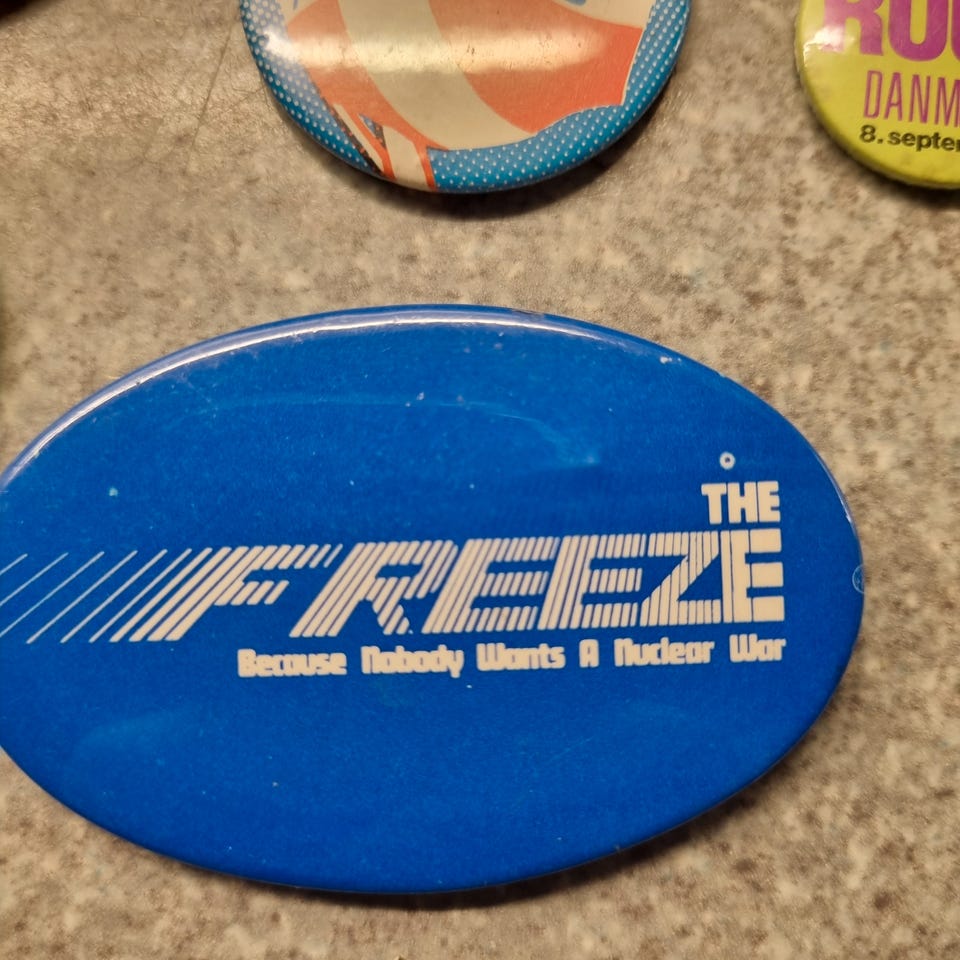 DANM
8. septe
THE
FREEZE
Because Nobody Wants A Nuclear War